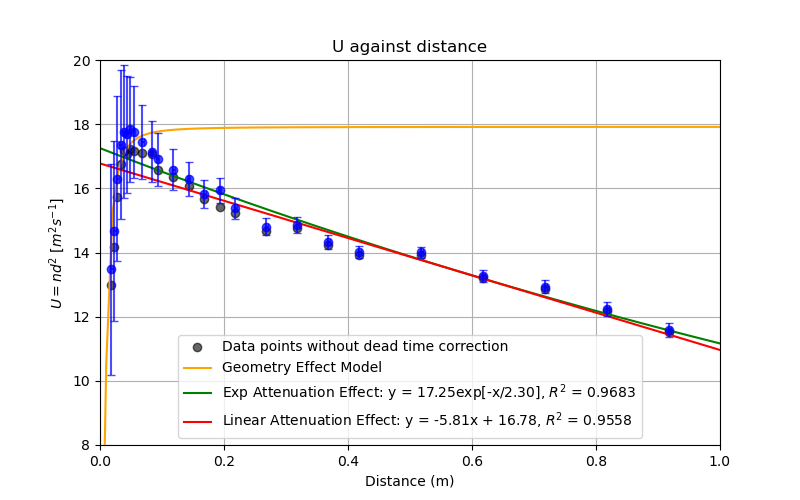 U against distance
20
18
16
14
12
10
8
U = nd² [m²s⁻¹]
Data points without dead time correction
Geometry Effect Model
Exp Attenuation Effect: y = 17.25exp[-x/2.30], R² = 0.9683
Linear Attenuation Effect: y = -5.81x + 16.78, R² = 0.9558
0.0 0.2 0.4 0.6 0.8 1.0
Distance (m)